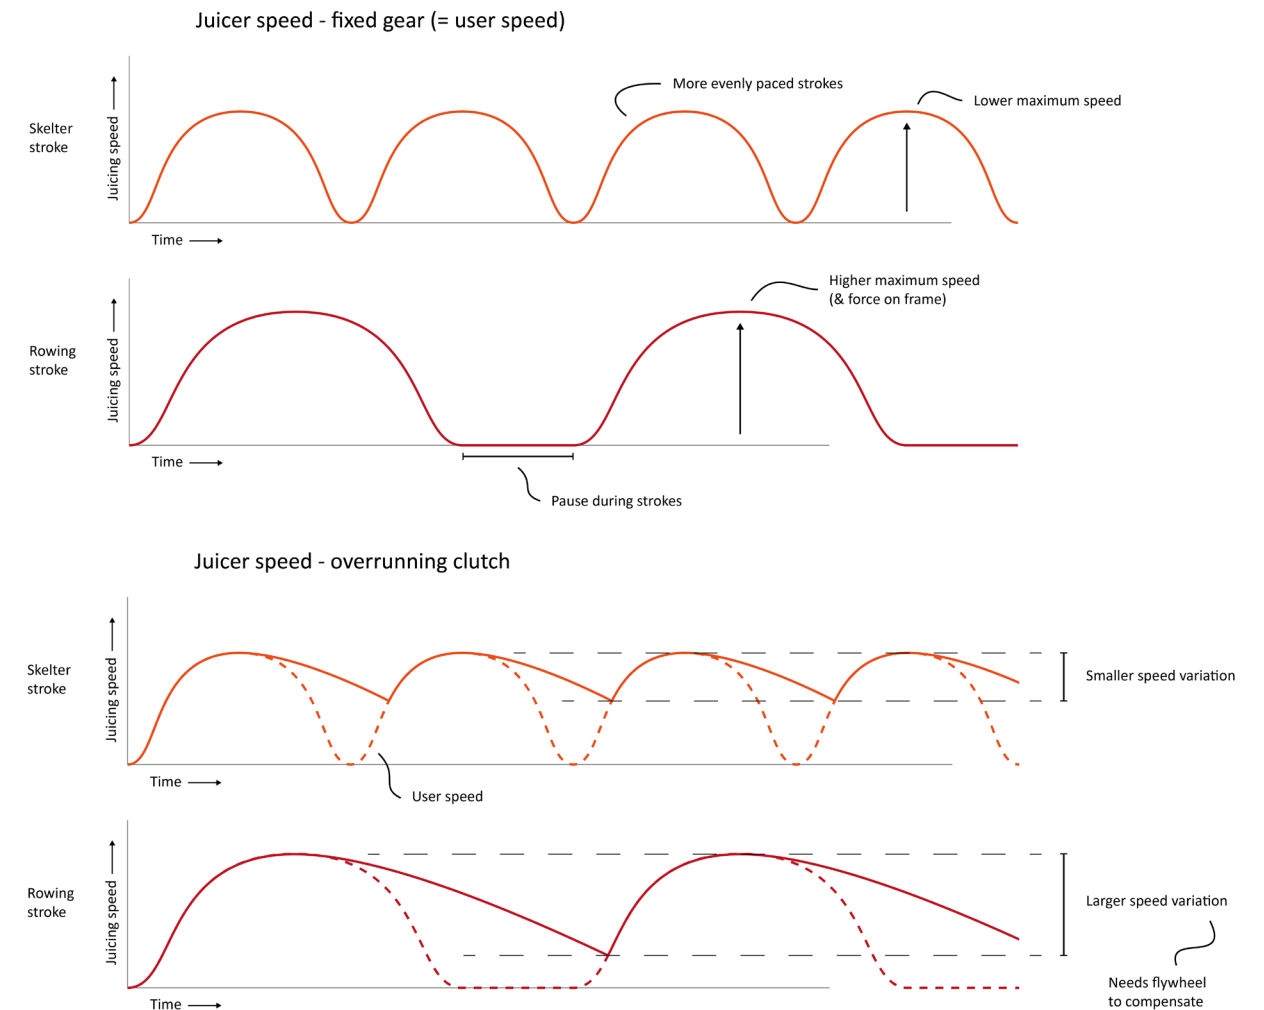 Juicer speed - fixed gear (= user speed)
More evenly paced strokes
Lower maximum speed
Skelter
stroke
Juicing speed
Time
Higher maximum speed
(& force on frame)
Rowing
stroke
Juicing speed
Time
Pause during strokes
Juicer speed - overrunning clutch
Skelter
stroke
Juicing speed
Smaller speed variation
Time
User speed
Rowing
stroke
Juicing speed
Larger speed variation
Needs flywheel
to compensate
Time